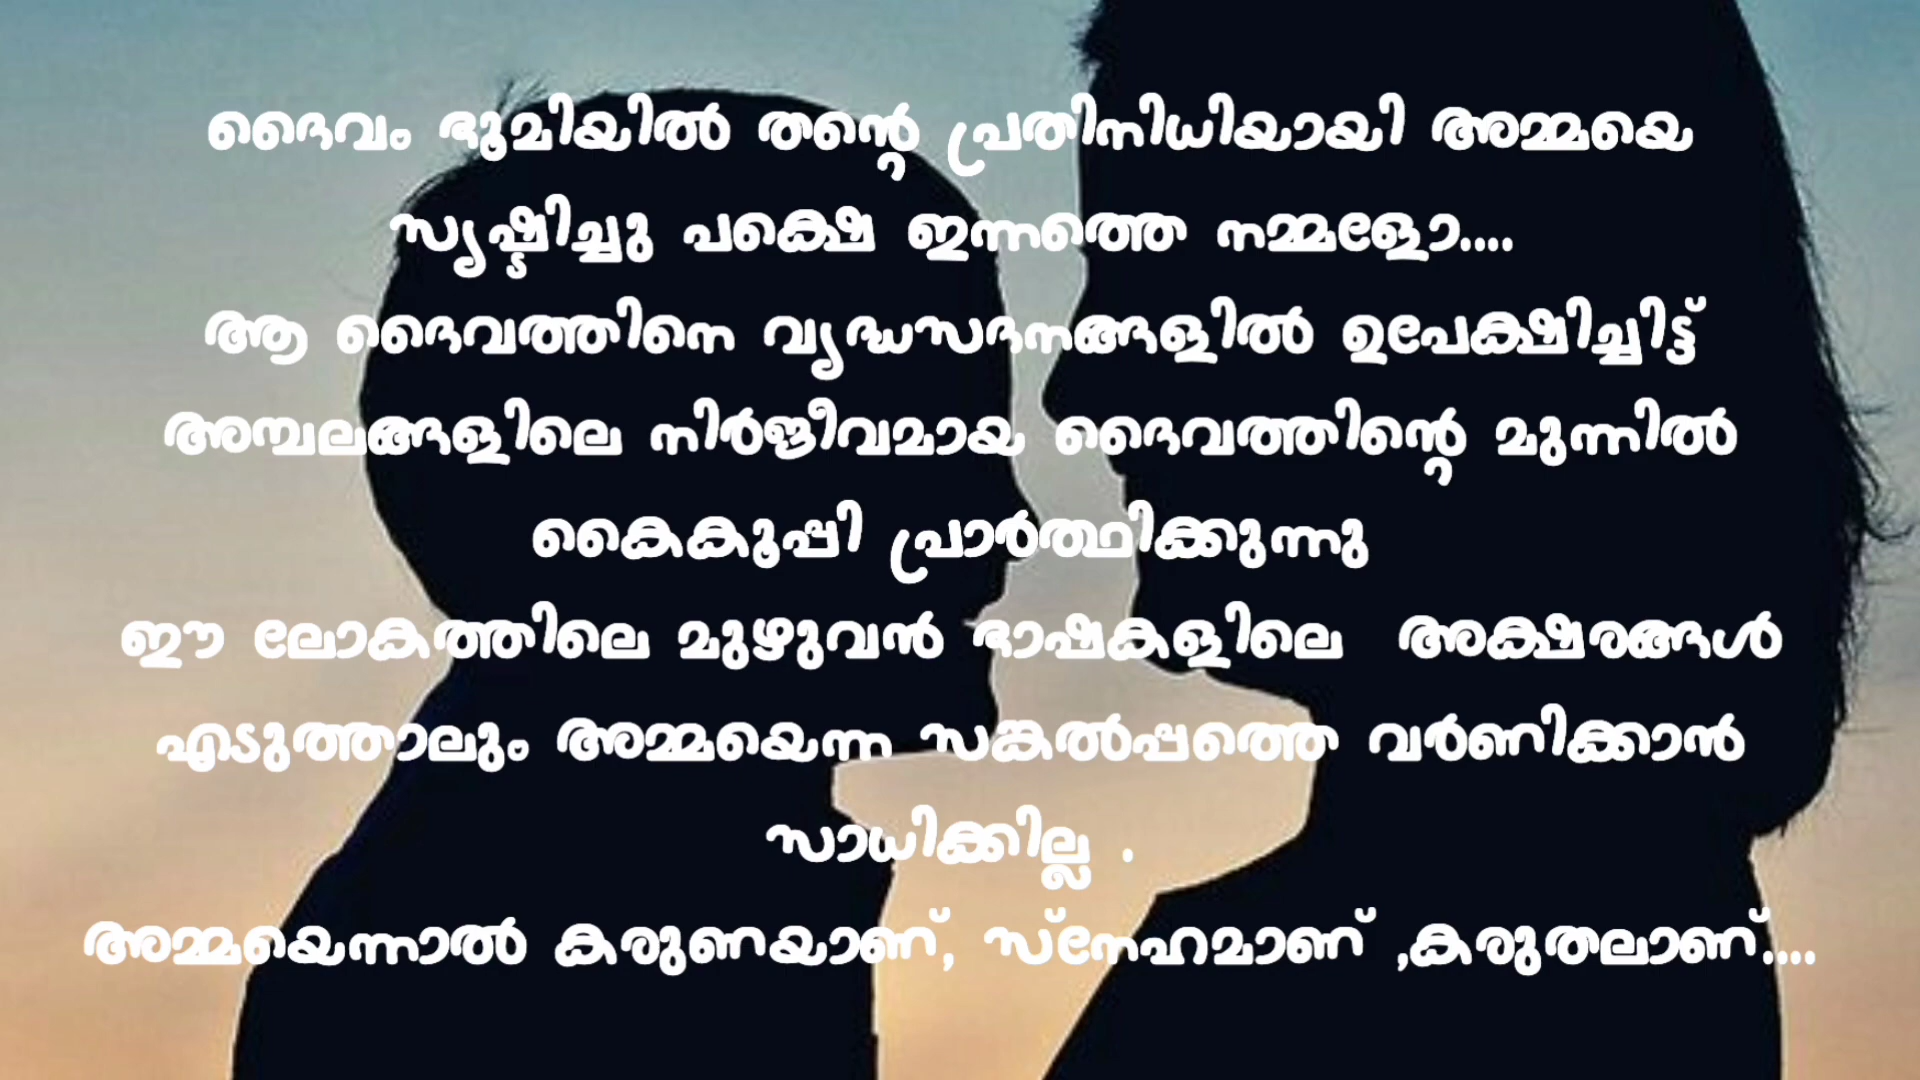 ദൈവം ഭൂമിയിൽ തന്റെ പ്രതിനിധിയായി അമ്മയെ
സൃഷ്ടിച്ചു പക്ഷെ ഇന്നത്തെ നമ്മളോ....
ആ ദൈവത്തിനെ വൃദ്ധസദനങ്ങളിൽ ഉപേക്ഷിച്ചിട്ട്
അമ്പലങ്ങളിലെ നിർജീവമായ ദൈവത്തിന്റെ മുന്നിൽ
കൈകൂപ്പി പ്രാർത്ഥിക്കുന്നു
ഈ ലോകത്തിലെ മുഴുവൻ ഭാഷകളിലെ അക്ഷരങ്ങൾ
എടുത്താലും അമ്മയെന്ന സങ്കൽപ്പത്തെ വർണിക്കാൻ
സാധിക്കില്ല .
അമ്മയെന്നാൽ കരുണയാണ്, സ്നേഹമാണ് ,കരുതലാണ്....